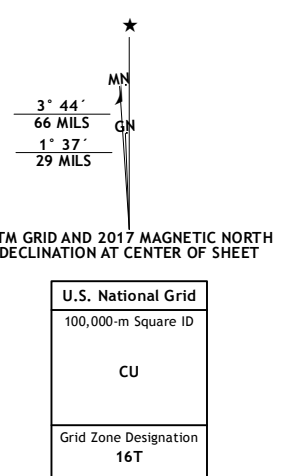 MN
3° 44´
66 MILS
GN
1° 37´
29 MILS
TM GRID AND 2017 MAGNETIC NORTH
DECLINATION AT CENTER OF SHEET
U.S. National Grid
100,000-m Square ID
CU
Grid Zone Designation
16T